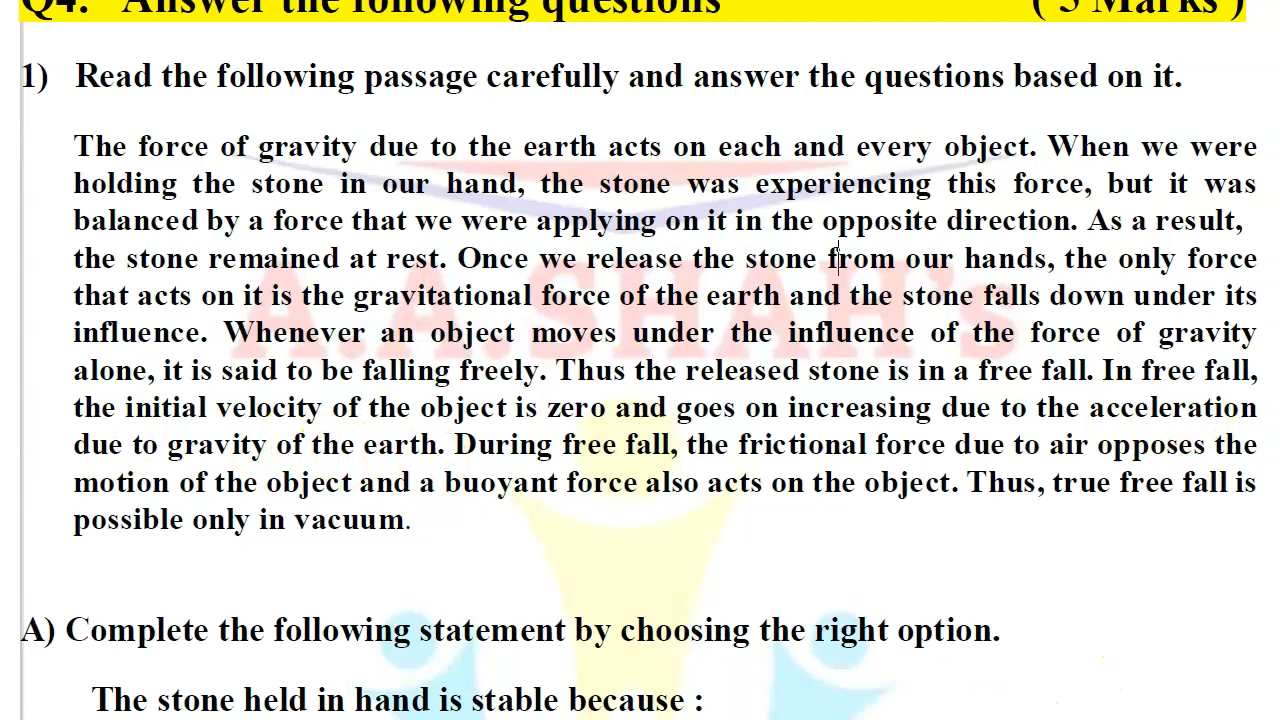 Q4. Answer the following questions ( 5 Marks )
1) Read the following passage carefully and answer the questions based on it.
The force of gravity due to the earth acts on each and every object. When we were
holding the stone in our hand, the stone was experiencing this force, but it was
balanced by a force that we were applying on it in the opposite direction. As a result,
the stone remained at rest. Once we release the stone from our hands, the only force
that acts on it is the gravitational force of the earth and the stone falls down under its
influence. Whenever an object moves under the influence of the force of gravity
alone, it is said to be falling freely. Thus the released stone is in a free fall. In free fall,
the initial velocity of the object is zero and goes on increasing due to the acceleration
due to gravity of the earth. During free fall, the frictional force due to air opposes the
motion of the object and a buoyant force also acts on the object. Thus, true free fall is
possible only in vacuum.
A.A.SHAH's
A) Complete the following statement by choosing the right option.
The stone held in hand is stable because :